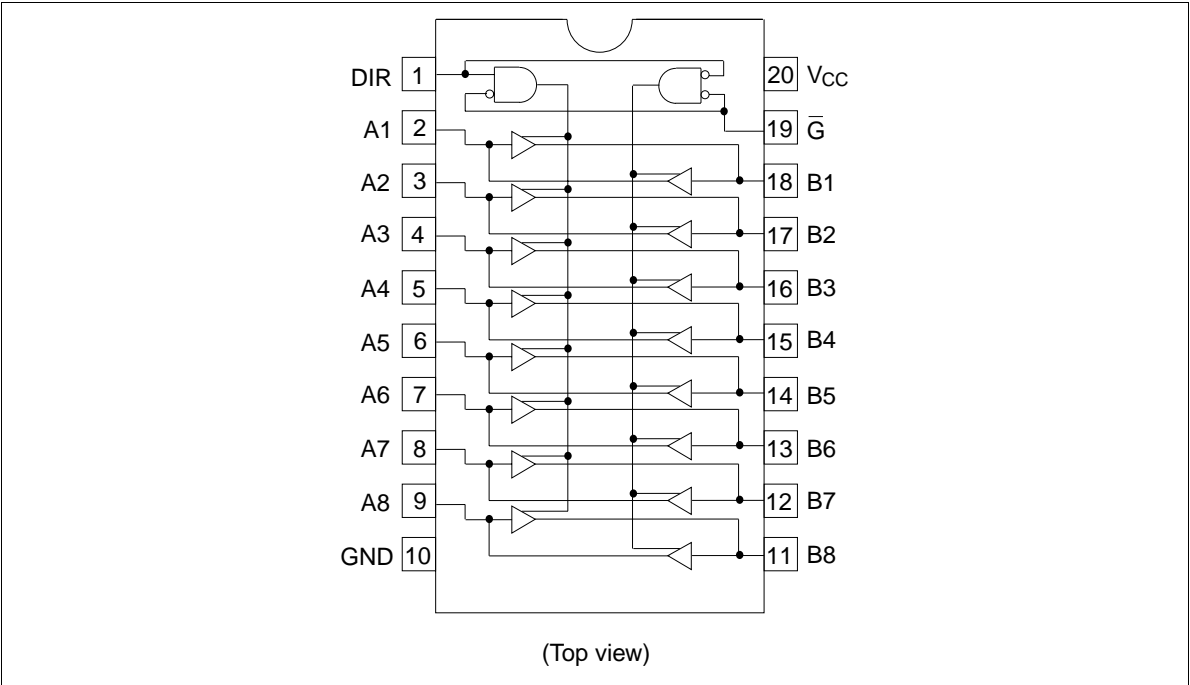 DIR 1 20 VCC
A1 2 19 G̅
A2 3 18 B1
A3 4 17 B2
A4 5 16 B3
A5 6 15 B4
A6 7 14 B5
A7 8 13 B6
A8 9 12 B7
GND 10 11 B8
(Top view)